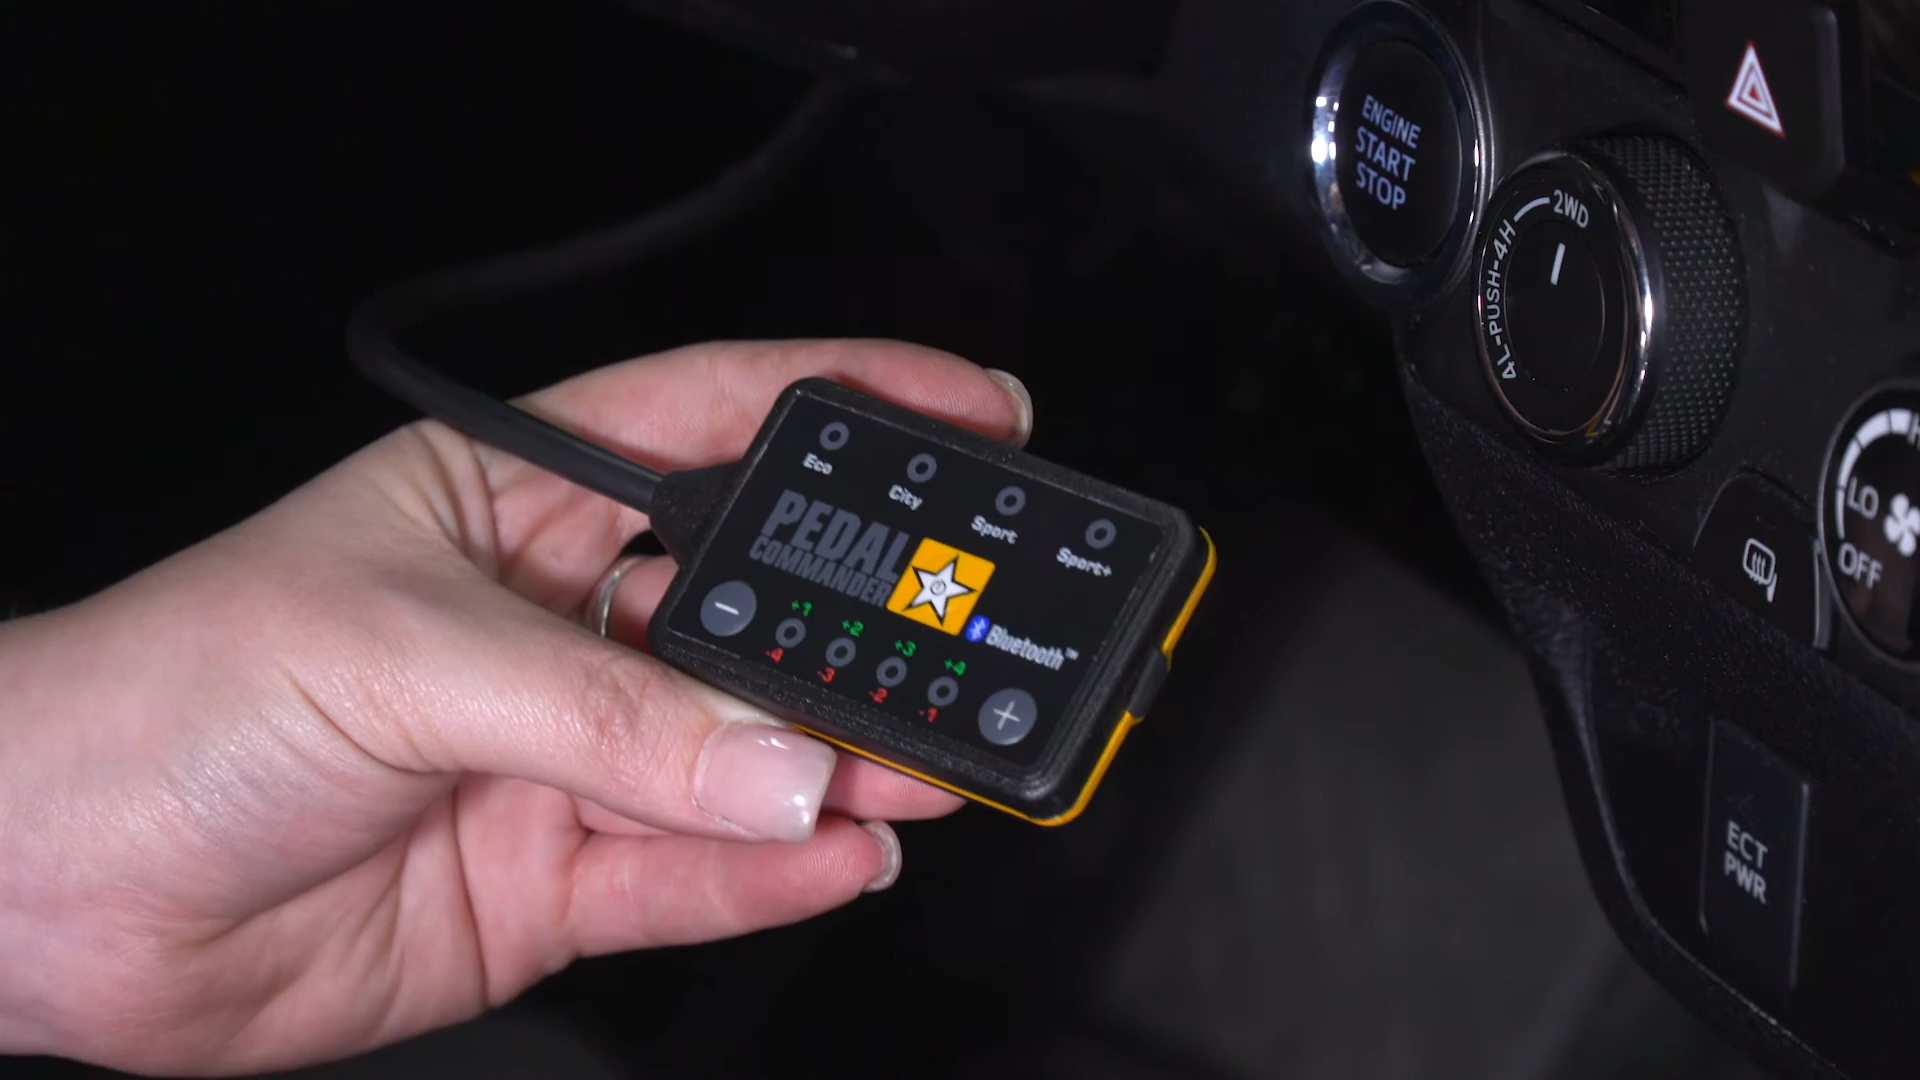 ENGINE
START
STOP
2WD
4L-PUSH-4H
LO
OFF
ECT
PWR
Eco
City
Sport
Sport+
PEDAL
COMMANDER
Bluetooth™
+1 +2 +3 +4
-4 -3 -2 -1
− +